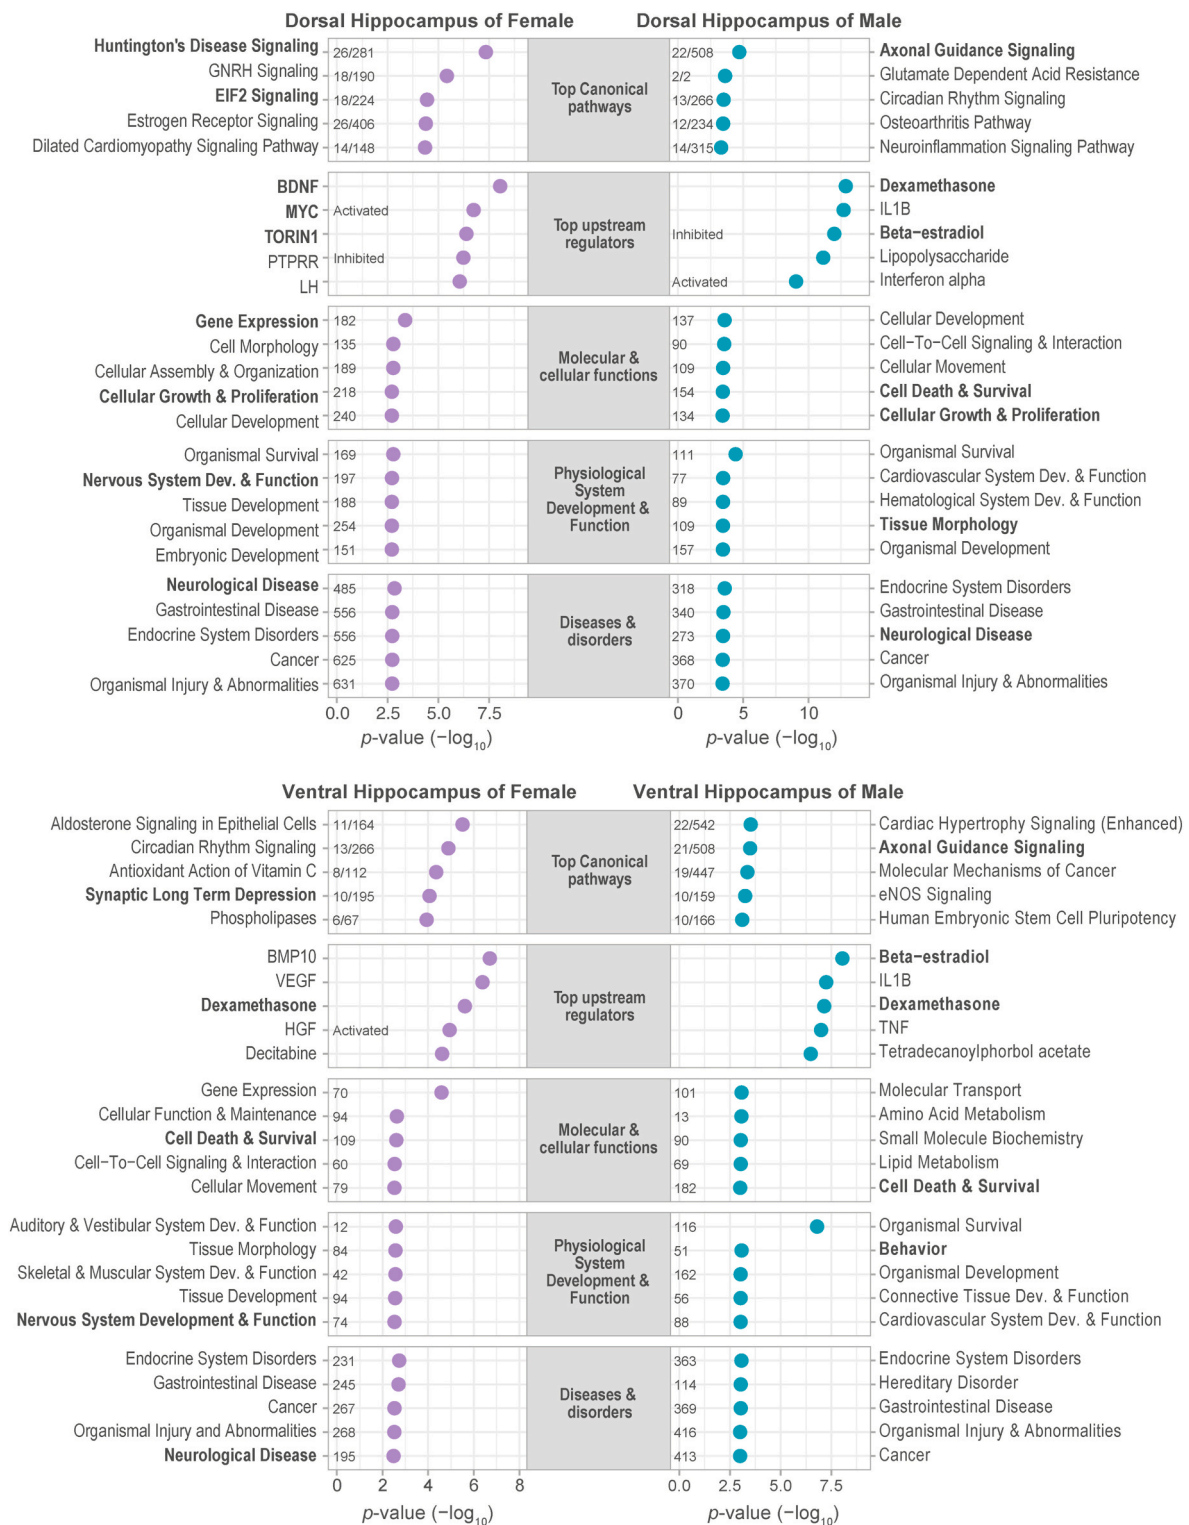 Dorsal Hippocampus of Female
Dorsal Hippocampus of Male
Huntington's Disease Signaling 26/281
GNRH Signaling 18/190
EIF2 Signaling 18/224
Estrogen Receptor Signaling 26/406
Dilated Cardiomyopathy Signaling Pathway 14/148
Top Canonical
pathways
22/508 Axonal Guidance Signaling
2/2 Glutamate Dependent Acid Resistance
13/266 Circadian Rhythm Signaling
12/234 Osteoarthritis Pathway
14/315 Neuroinflammation Signaling Pathway
BDNF
MYC Activated
TORIN1
PTPRR Inhibited
LH
Top upstream
regulators
Dexamethasone
IL1B
Inhibited Beta−estradiol
Lipopolysaccharide
Activated Interferon alpha
Gene Expression 182
Cell Morphology 135
Cellular Assembly & Organization 189
Cellular Growth & Proliferation 218
Cellular Development 240
Molecular &
cellular functions
137 Cellular Development
90 Cell−To−Cell Signaling & Interaction
109 Cellular Movement
154 Cell Death & Survival
134 Cellular Growth & Proliferation
Organismal Survival 169
Nervous System Dev. & Function 197
Tissue Development 188
Organismal Development 254
Embryonic Development 151
Physiological
System
Development &
Function
111 Organismal Survival
77 Cardiovascular System Dev. & Function
89 Hematological System Dev. & Function
109 Tissue Morphology
157 Organismal Development
Neurological Disease 485
Gastrointestinal Disease 556
Endocrine System Disorders 556
Cancer 625
Organismal Injury & Abnormalities 631
Diseases &
disorders
318 Endocrine System Disorders
340 Gastrointestinal Disease
273 Neurological Disease
368 Cancer
370 Organismal Injury & Abnormalities
0.0 2.5 5.0 7.5
0 5 10
p-value (−log10)
p-value (−log10)
Ventral Hippocampus of Female
Ventral Hippocampus of Male
Aldosterone Signaling in Epithelial Cells 11/164
Circadian Rhythm Signaling 13/266
Antioxidant Action of Vitamin C 8/112
Synaptic Long Term Depression 10/195
Phospholipases 6/67
Top Canonical
pathways
22/542 Cardiac Hypertrophy Signaling (Enhanced)
21/508 Axonal Guidance Signaling
19/447 Molecular Mechanisms of Cancer
10/159 eNOS Signaling
10/166 Human Embryonic Stem Cell Pluripotency
BMP10
VEGF
Dexamethasone
HGF Activated
Decitabine
Top upstream
regulators
Beta−estradiol
IL1B
Dexamethasone
TNF
Tetradecanoylphorbol acetate
Gene Expression 70
Cellular Function & Maintenance 94
Cell Death & Survival 109
Cell−To−Cell Signaling & Interaction 60
Cellular Movement 79
Molecular &
cellular functions
101 Molecular Transport
13 Amino Acid Metabolism
90 Small Molecule Biochemistry
69 Lipid Metabolism
182 Cell Death & Survival
Auditory & Vestibular System Dev. & Function 12
Tissue Morphology 84
Skeletal & Muscular System Dev. & Function 42
Tissue Development 94
Nervous System Development & Function 74
Physiological
System
Development &
Function
116 Organismal Survival
51 Behavior
162 Organismal Development
56 Connective Tissue Dev. & Function
88 Cardiovascular System Dev. & Function
Endocrine System Disorders 231
Gastrointestinal Disease 245
Cancer 267
Organismal Injury and Abnormalities 268
Neurological Disease 195
Diseases &
disorders
363 Endocrine System Disorders
114 Hereditary Disorder
369 Gastrointestinal Disease
416 Organismal Injury & Abnormalities
413 Cancer
0 2 4 6 8
0.0 2.5 5.0 7.5
p-value (−log10)
p-value (−log10)